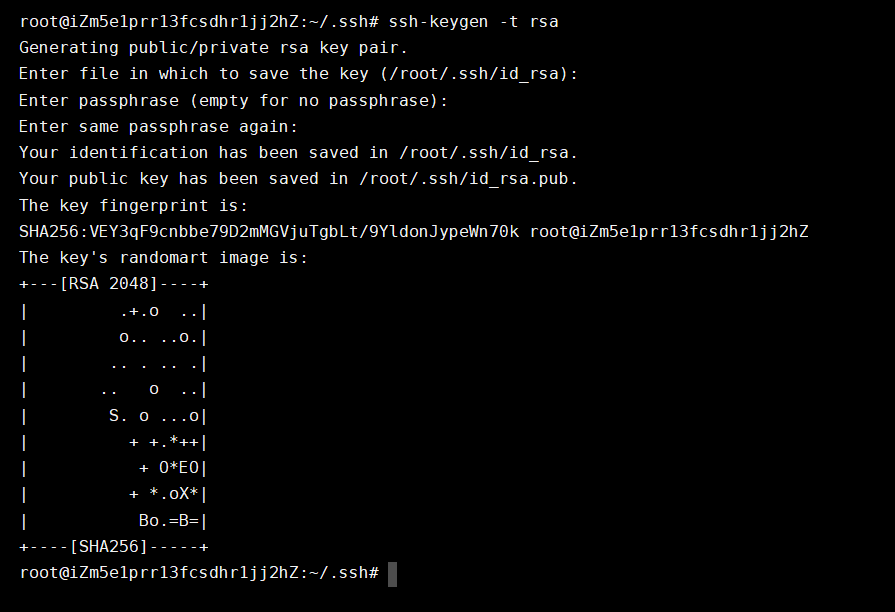 root@iZm5e1prr13fcsdhr1jj2hZ:~/.ssh# ssh-keygen -t rsa
Generating public/private rsa key pair.
Enter file in which to save the key (/root/.ssh/id_rsa):
Enter passphrase (empty for no passphrase):
Enter same passphrase again:
Your identification has been saved in /root/.ssh/id_rsa.
Your public key has been saved in /root/.ssh/id_rsa.pub.
The key fingerprint is:
SHA256:VEY3qF9cnbbe79D2mMGVjuTgbLt/9YldonJypeWn70k root@iZm5e1prr13fcsdhr1jj2hZ
The key's randomart image is:
+---[RSA 2048]----+
|         .+.o  ..|
|         o.. ..o.|
|        .. . .. .|
|       ..   o  ..|
|        S. o ...o|
|          + +.*++|
|           + O*EO|
|          + *.oX*|
|           Bo.=B=|
+----[SHA256]-----+
root@iZm5e1prr13fcsdhr1jj2hZ:~/.ssh#